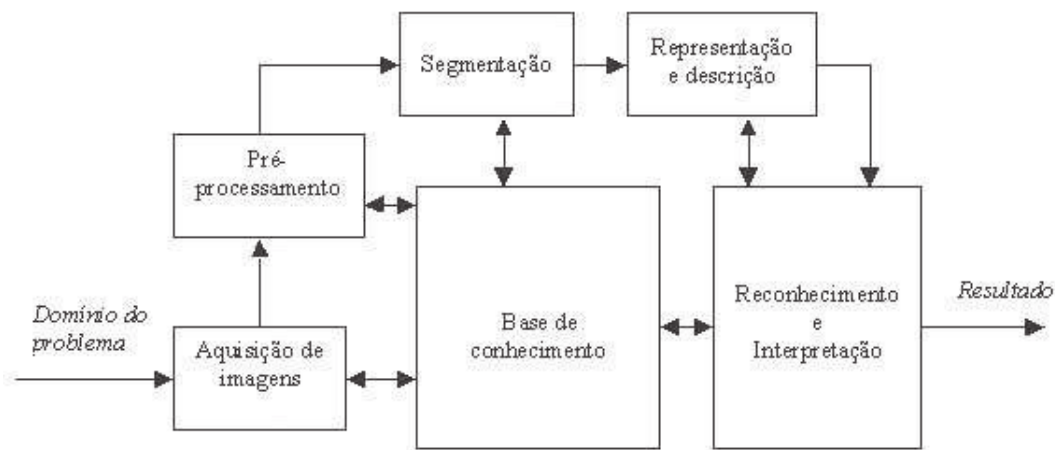 Segmentação
Representação
e descrição
Pré-
processamento
Domínio do
problema
Aquisição de
imagens
Base de
conhecimento
Reconhecimento
e
Interpretação
Resultado